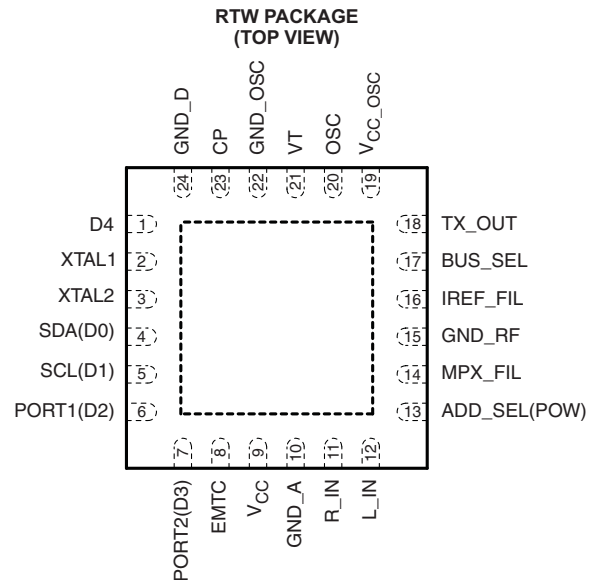 RTW PACKAGE
(TOP VIEW)
GND_D
CP
GND_OSC
VT
OSC
VCC_OSC
24
23
22
21
20
19
D4 1
XTAL1 2
XTAL2 3
SDA(D0) 4
SCL(D1) 5
PORT1(D2) 6
18 TX_OUT
17 BUS_SEL
16 IREF_FIL
15 GND_RF
14 MPX_FIL
13 ADD_SEL(POW)
7
8
9
10
11
12
PORT2(D3)
EMTC
VCC
GND_A
R_IN
L_IN